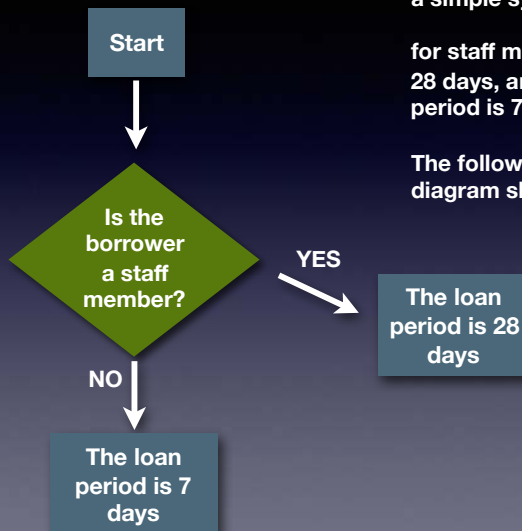 a simple
for staff
28 days,
period is 7
The
diagram
Start
Is the
borrower
a staff
member?
YES
The loan
period is 28
days
NO
The loan
period is 7
days